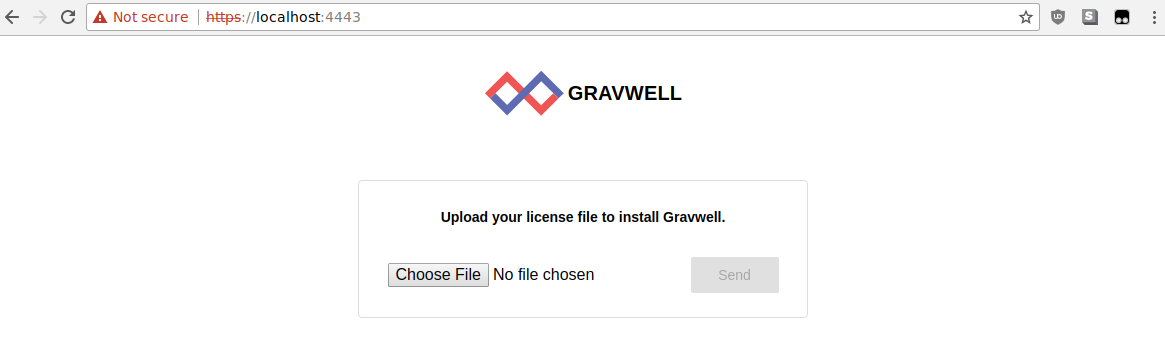 Not secure | https://localhost:4443
GRAVWELL
Upload your license file to install Gravwell.
Choose File No file chosen
Send